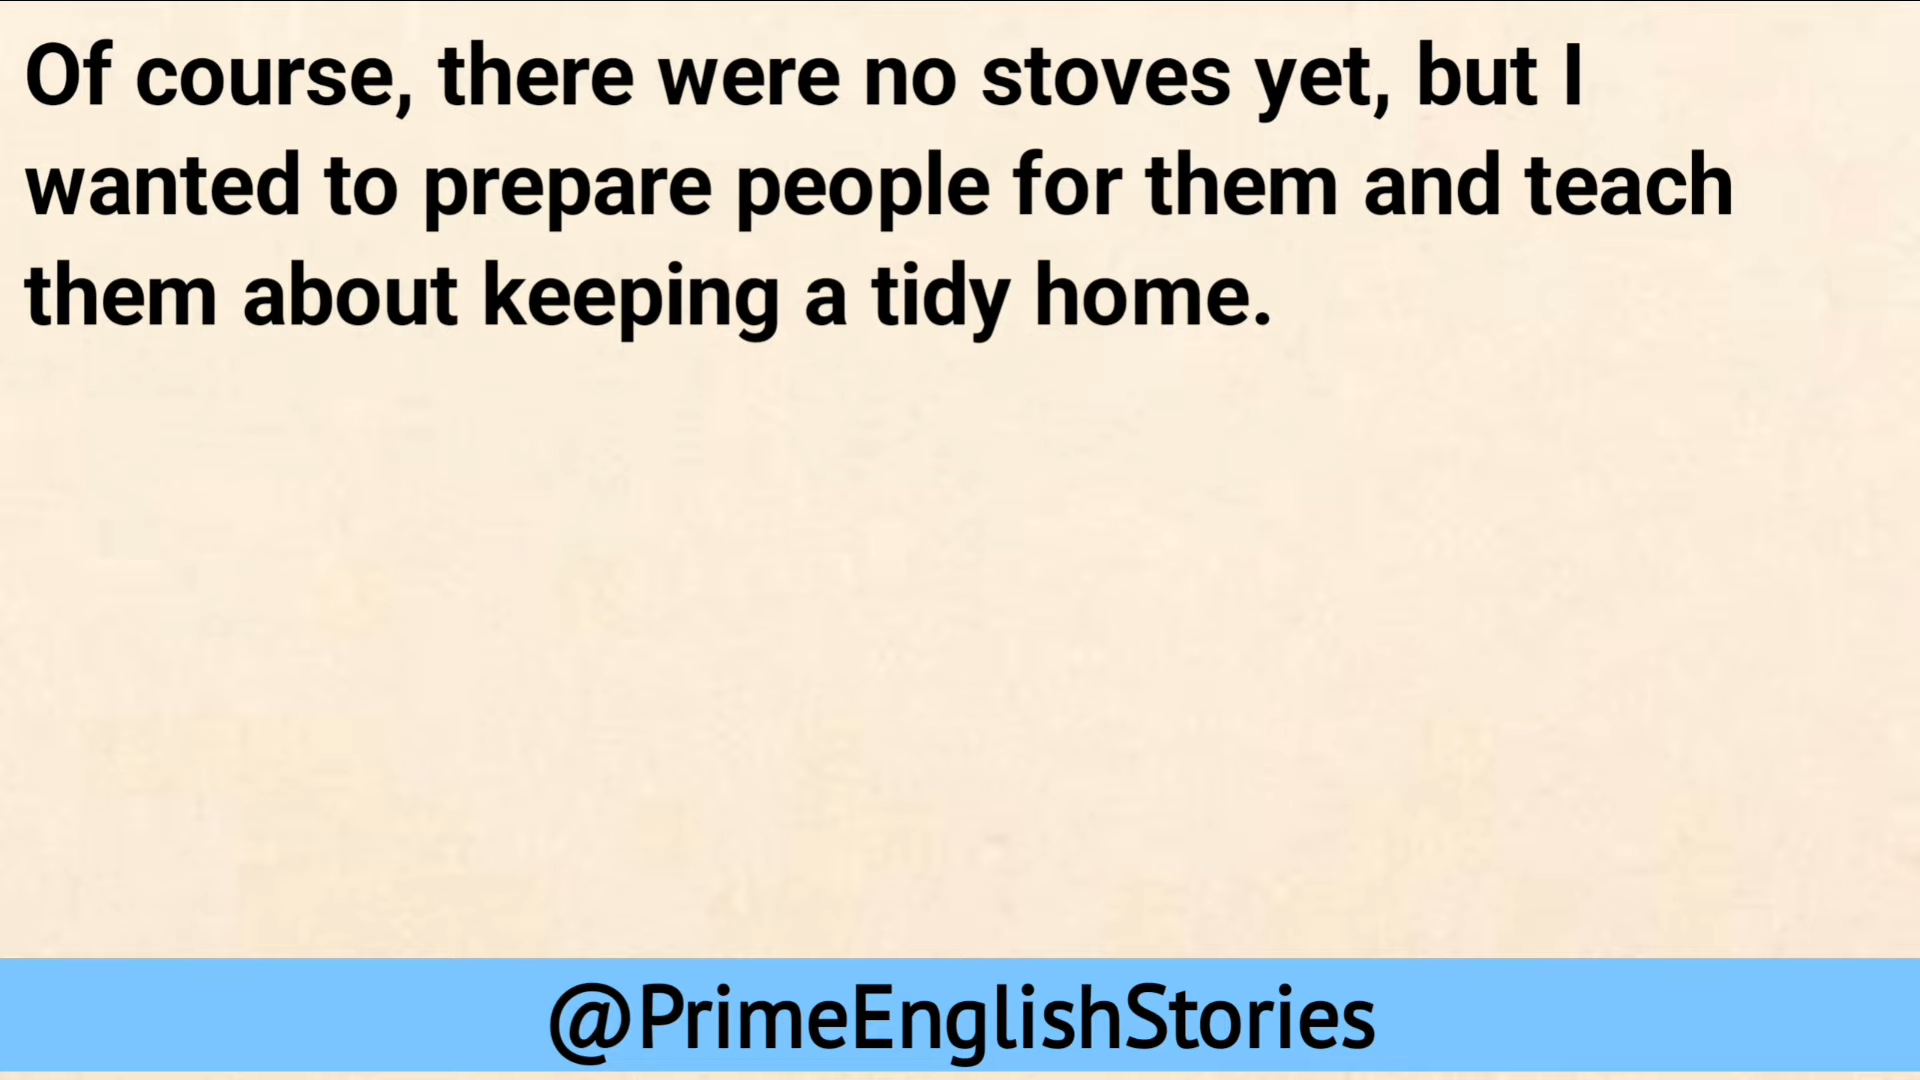 Of course, there were no stoves yet, but I
wanted to prepare people for them and teach
them about keeping a tidy home.
@PrimeEnglishStories